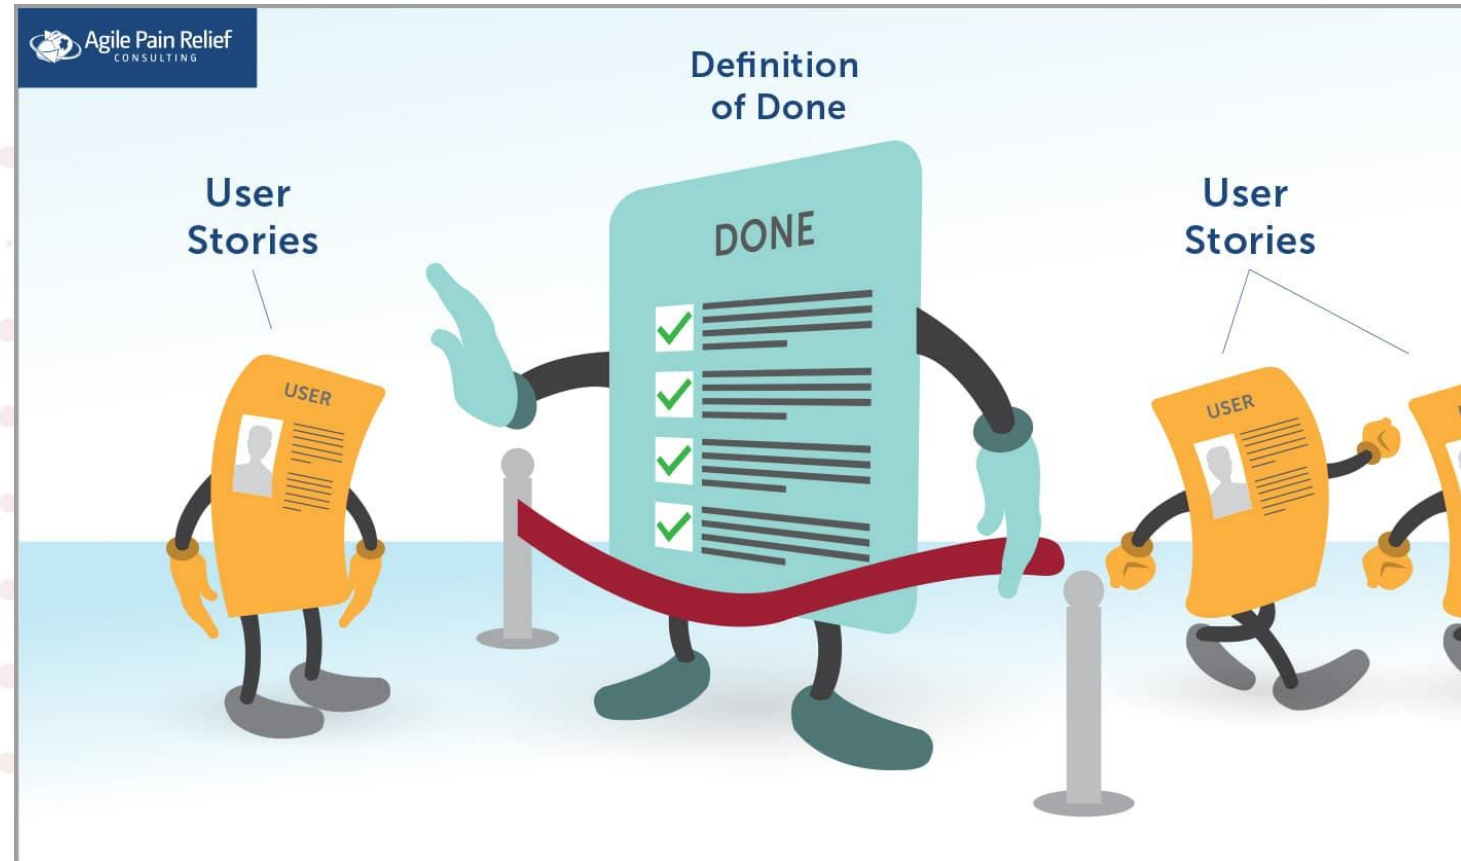 Agile Pain Relief
CONSULTING
Definition
of Done
User
Stories
User
Stories
DONE
USER
USER